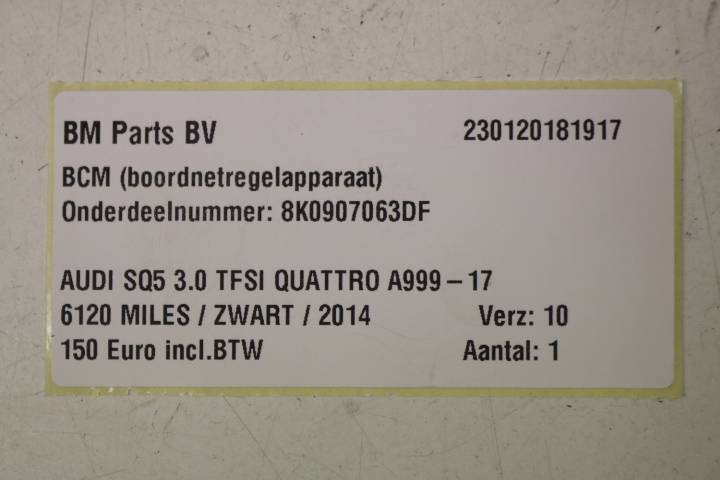 BM Parts BV 230120181917
BCM (boordnetregelapparaat)
Onderdeelnummer: 8K0907063DF
AUDI SQ5 3.0 TFSI QUATTRO A999 – 17
6120 MILES / ZWART / 2014 Verz: 10
150 Euro incl.BTW Aantal: 1